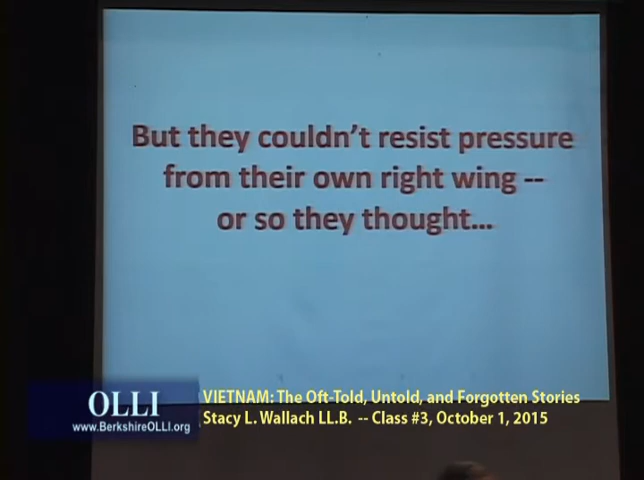 But they couldn't resist pressure
from their own right wing --
or so they thought...
OLLI
www.BerkshireOLLI.org
VIETNAM: The Oft-Told, Untold, and Forgotten Stories
Stacy L. Wallach LL.B. -- Class #3, October 1, 2015